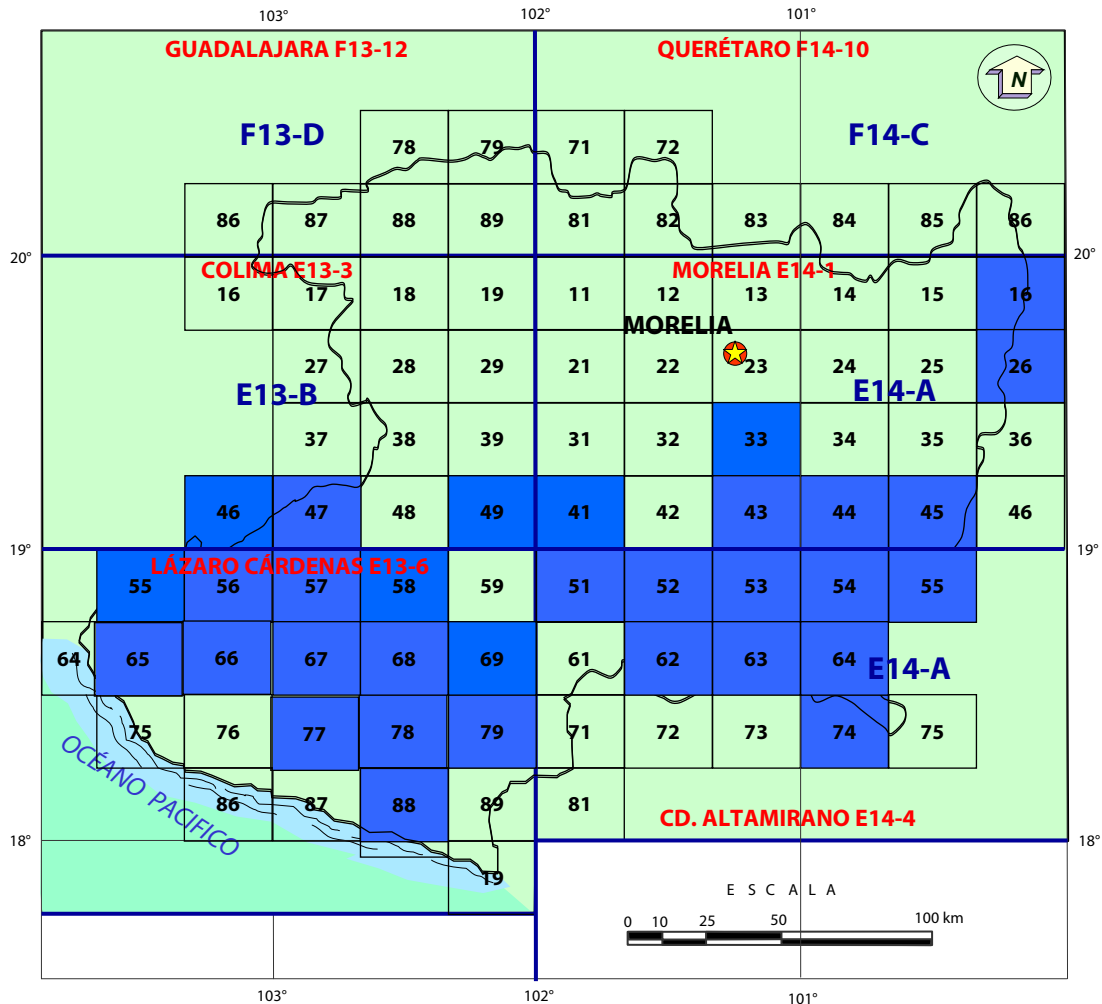 103° 102° 101°
GUADALAJARA F13-12 QUERÉTARO F14-10
N
F13-D F14-C
78 79 71 72
86 87 88 89 81 82 83 84 85 86
20° 20°
COLIMA E13-3 MORELIA E14-1
16 17 18 19 11 12 13 14 15 16
MORELIA
27 28 29 21 22 23 24 25 26
E13-B E14-A
37 38 39 31 32 33 34 35 36
46 47 48 49 41 42 43 44 45 46
19° 19°
LÁZARO CÁRDENAS E13-6
55 56 57 58 59 51 52 53 54 55
64 65 66 67 68 69 61 62 63 64
E14-A
75 76 77 78 79 71 72 73 74 75
OCÉANO PACIFICO
86 87 88 89 81
CD. ALTAMIRANO E14-4
18° 18°
19
E S C A L A
0 10 25 50 100 km
103° 102° 101°